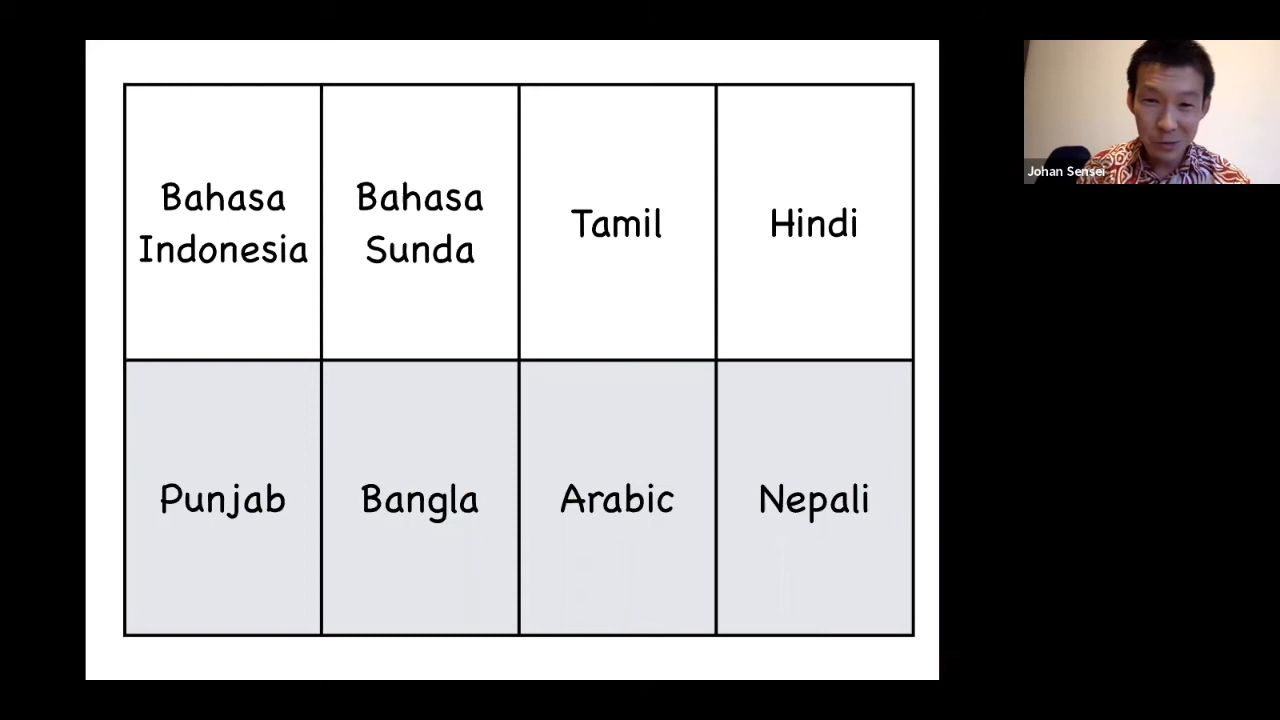 Bahasa
Indonesia
Bahasa
Sunda
Tamil
Hindi
Punjab
Bangla
Arabic
Nepali
Johan Sensei